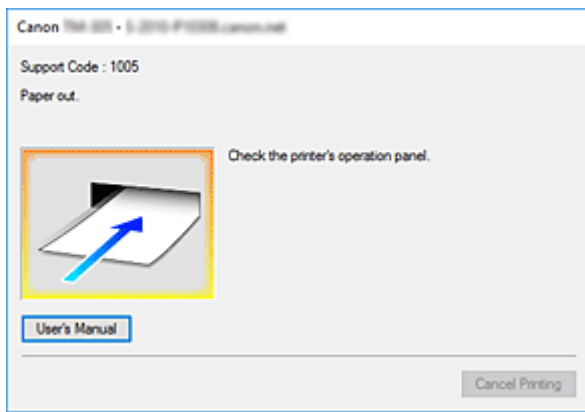 Canon
Support Code : 1005
Paper out.
Check the printer's operation panel.
User's Manual
Cancel Printing